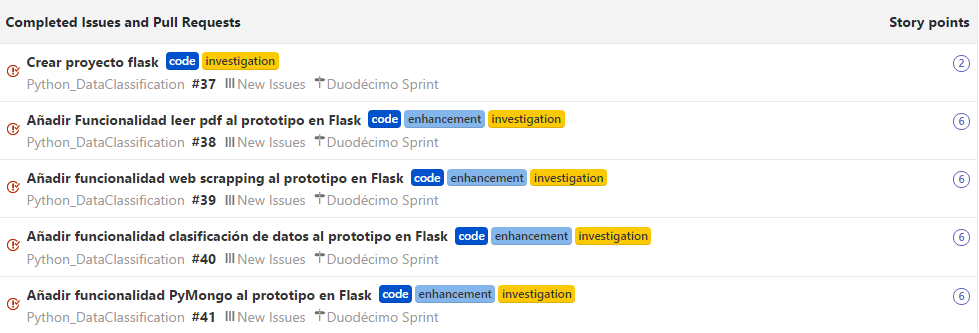 Completed Issues and Pull Requests Story points
Crear proyecto flask code investigation 2
Python_DataClassification #37 New Issues Duodécimo Sprint
Añadir Funcionalidad leer pdf al prototipo en Flask code enhancement investigation 6
Python_DataClassification #38 New Issues Duodécimo Sprint
Añadir funcionalidad web scrapping al prototipo en Flask code enhancement investigation 6
Python_DataClassification #39 New Issues Duodécimo Sprint
Añadir funcionalidad clasificación de datos al prototipo en Flask code enhancement investigation 6
Python_DataClassification #40 New Issues Duodécimo Sprint
Añadir funcionalidad PyMongo al prototipo en Flask code enhancement investigation 6
Python_DataClassification #41 New Issues Duodécimo Sprint